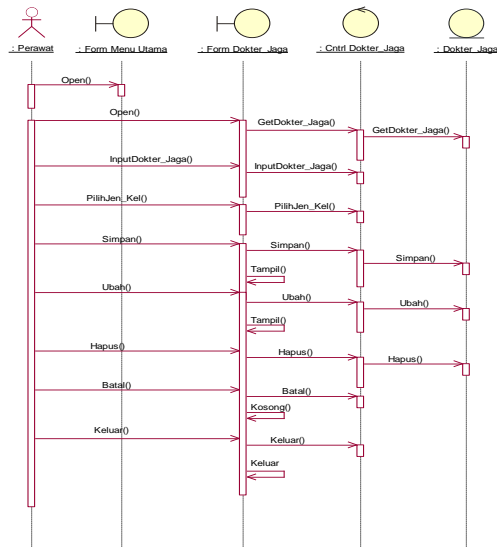 : Perawat
: Form Menu Utama
: Form Dokter_Jaga
: Cntrl Dokter_Jaga
: Dokter_Jaga
Open()
Open()
GetDokter_Jaga()
GetDokter_Jaga()
InputDokter_Jaga()
InputDokter_Jaga()
PilihJen_Kel()
PilihJen_Kel()
Simpan()
Simpan()
Simpan()
Tampil()
Ubah()
Ubah()
Ubah()
Tampil()
Hapus()
Hapus()
Hapus()
Batal()
Batal()
Kosong()
Keluar()
Keluar()
Keluar